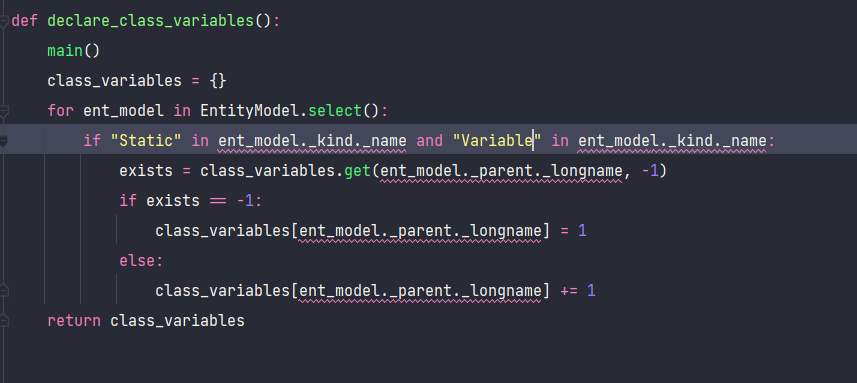 def declare_class_variables():
    main()
    class_variables = {}
    for ent_model in EntityModel.select():
        if "Static" in ent_model._kind._name and "Variable" in ent_model._kind._name:
            exists = class_variables.get(ent_model._parent._longname, -1)
            if exists == -1:
                class_variables[ent_model._parent._longname] = 1
            else:
                class_variables[ent_model._parent._longname] += 1
    return class_variables